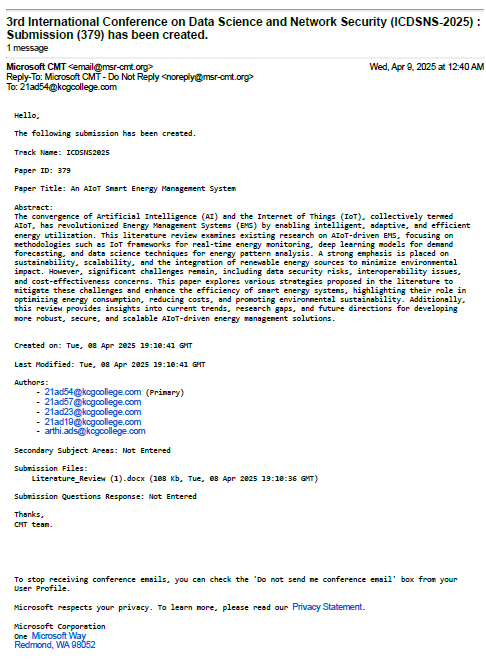 3rd International Conference on Data Science and Network Security (ICDSNS-2025) :
Submission (379) has been created.
1 message
Microsoft CMT <email@msr-cmt.org> Wed, Apr 9, 2025 at 12:40 AM
Reply-To: Microsoft CMT - Do Not Reply <noreply@msr-cmt.org>
To: 21ad54@kcgcollege.com
Hello,
The following submission has been created.
Track Name: ICDSNS2025
Paper ID: 379
Paper Title: An AIoT Smart Energy Management System
Abstract:
The convergence of Artificial Intelligence (AI) and the Internet of Things (IoT), collectively termed
AIoT, has revolutionized Energy Management Systems (EMS) by enabling intelligent, adaptive, and efficient
energy utilization. This literature review examines existing research on AIoT-driven EMS, focusing on
methodologies such as IoT frameworks for real-time energy monitoring, deep learning models for demand
forecasting, and data science techniques for energy pattern analysis. A strong emphasis is placed on
sustainability, scalability, and the integration of renewable energy sources to minimize environmental
impact. However, significant challenges remain, including data security risks, interoperability issues,
and cost-effectiveness concerns. This paper explores various strategies proposed in the literature to
mitigate these challenges and enhance the efficiency of smart energy systems, highlighting their role in
optimizing energy consumption, reducing costs, and promoting environmental sustainability. Additionally,
this review provides insights into current trends, research gaps, and future directions for developing
more robust, secure, and scalable AIoT-driven energy management solutions.
Created on: Tue, 08 Apr 2025 19:10:41 GMT
Last Modified: Tue, 08 Apr 2025 19:10:41 GMT
Authors:
- 21ad54@kcgcollege.com (Primary)
- 21ad57@kcgcollege.com
- 21ad23@kcgcollege.com
- 21ad19@kcgcollege.com
- arthi.ads@kcgcollege.com
Secondary Subject Areas: Not Entered
Submission Files:
Literature_Review (1).docx (108 Kb, Tue, 08 Apr 2025 19:10:36 GMT)
Submission Questions Response: Not Entered
Thanks,
CMT team.
To stop receiving conference emails, you can check the 'Do not send me conference email' box from your
User Profile.
Microsoft respects your privacy. To learn more, please read our Privacy Statement.
Microsoft Corporation
One Microsoft Way
Redmond, WA 98052